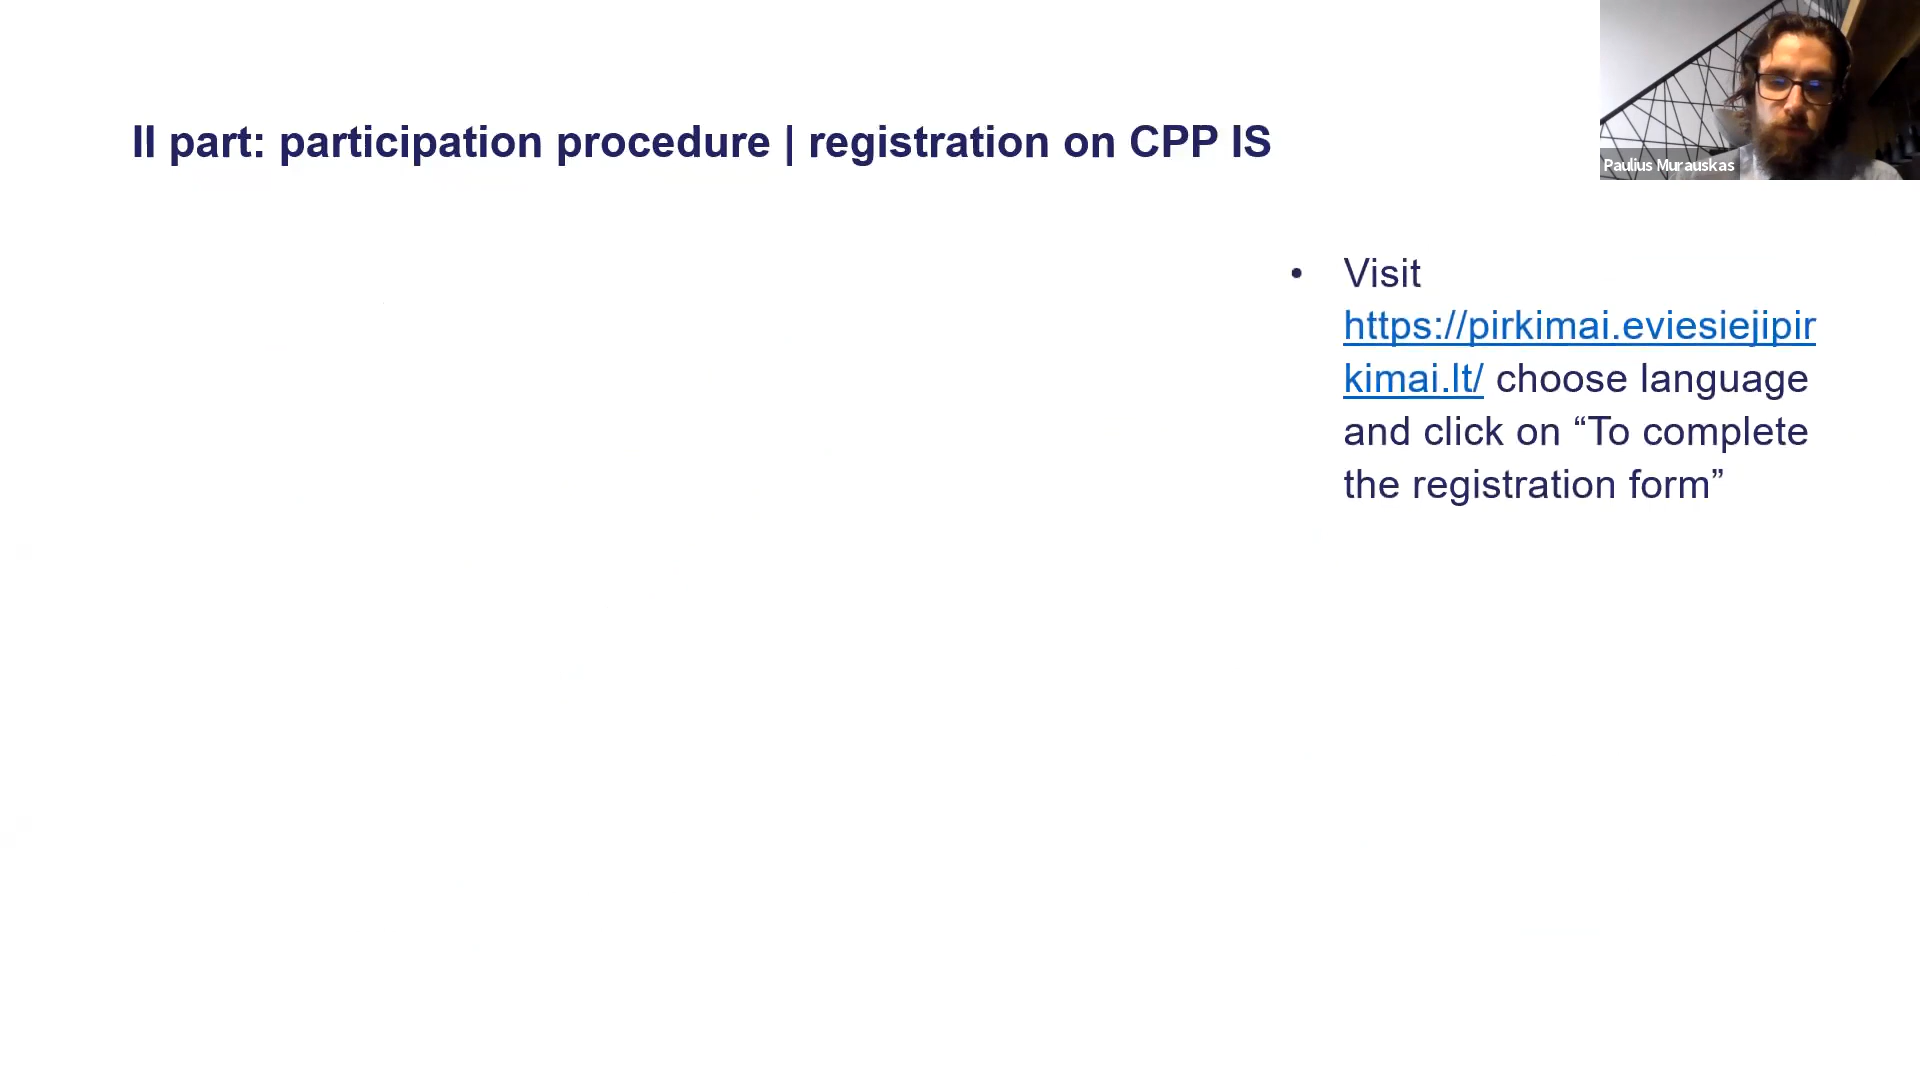 II part: participation procedure | registration on CPP IS
Paulius Murauskas
• Visit
https://pirkimai.eviesiejipir
kimai.lt/ choose language
and click on “To complete
the registration form”